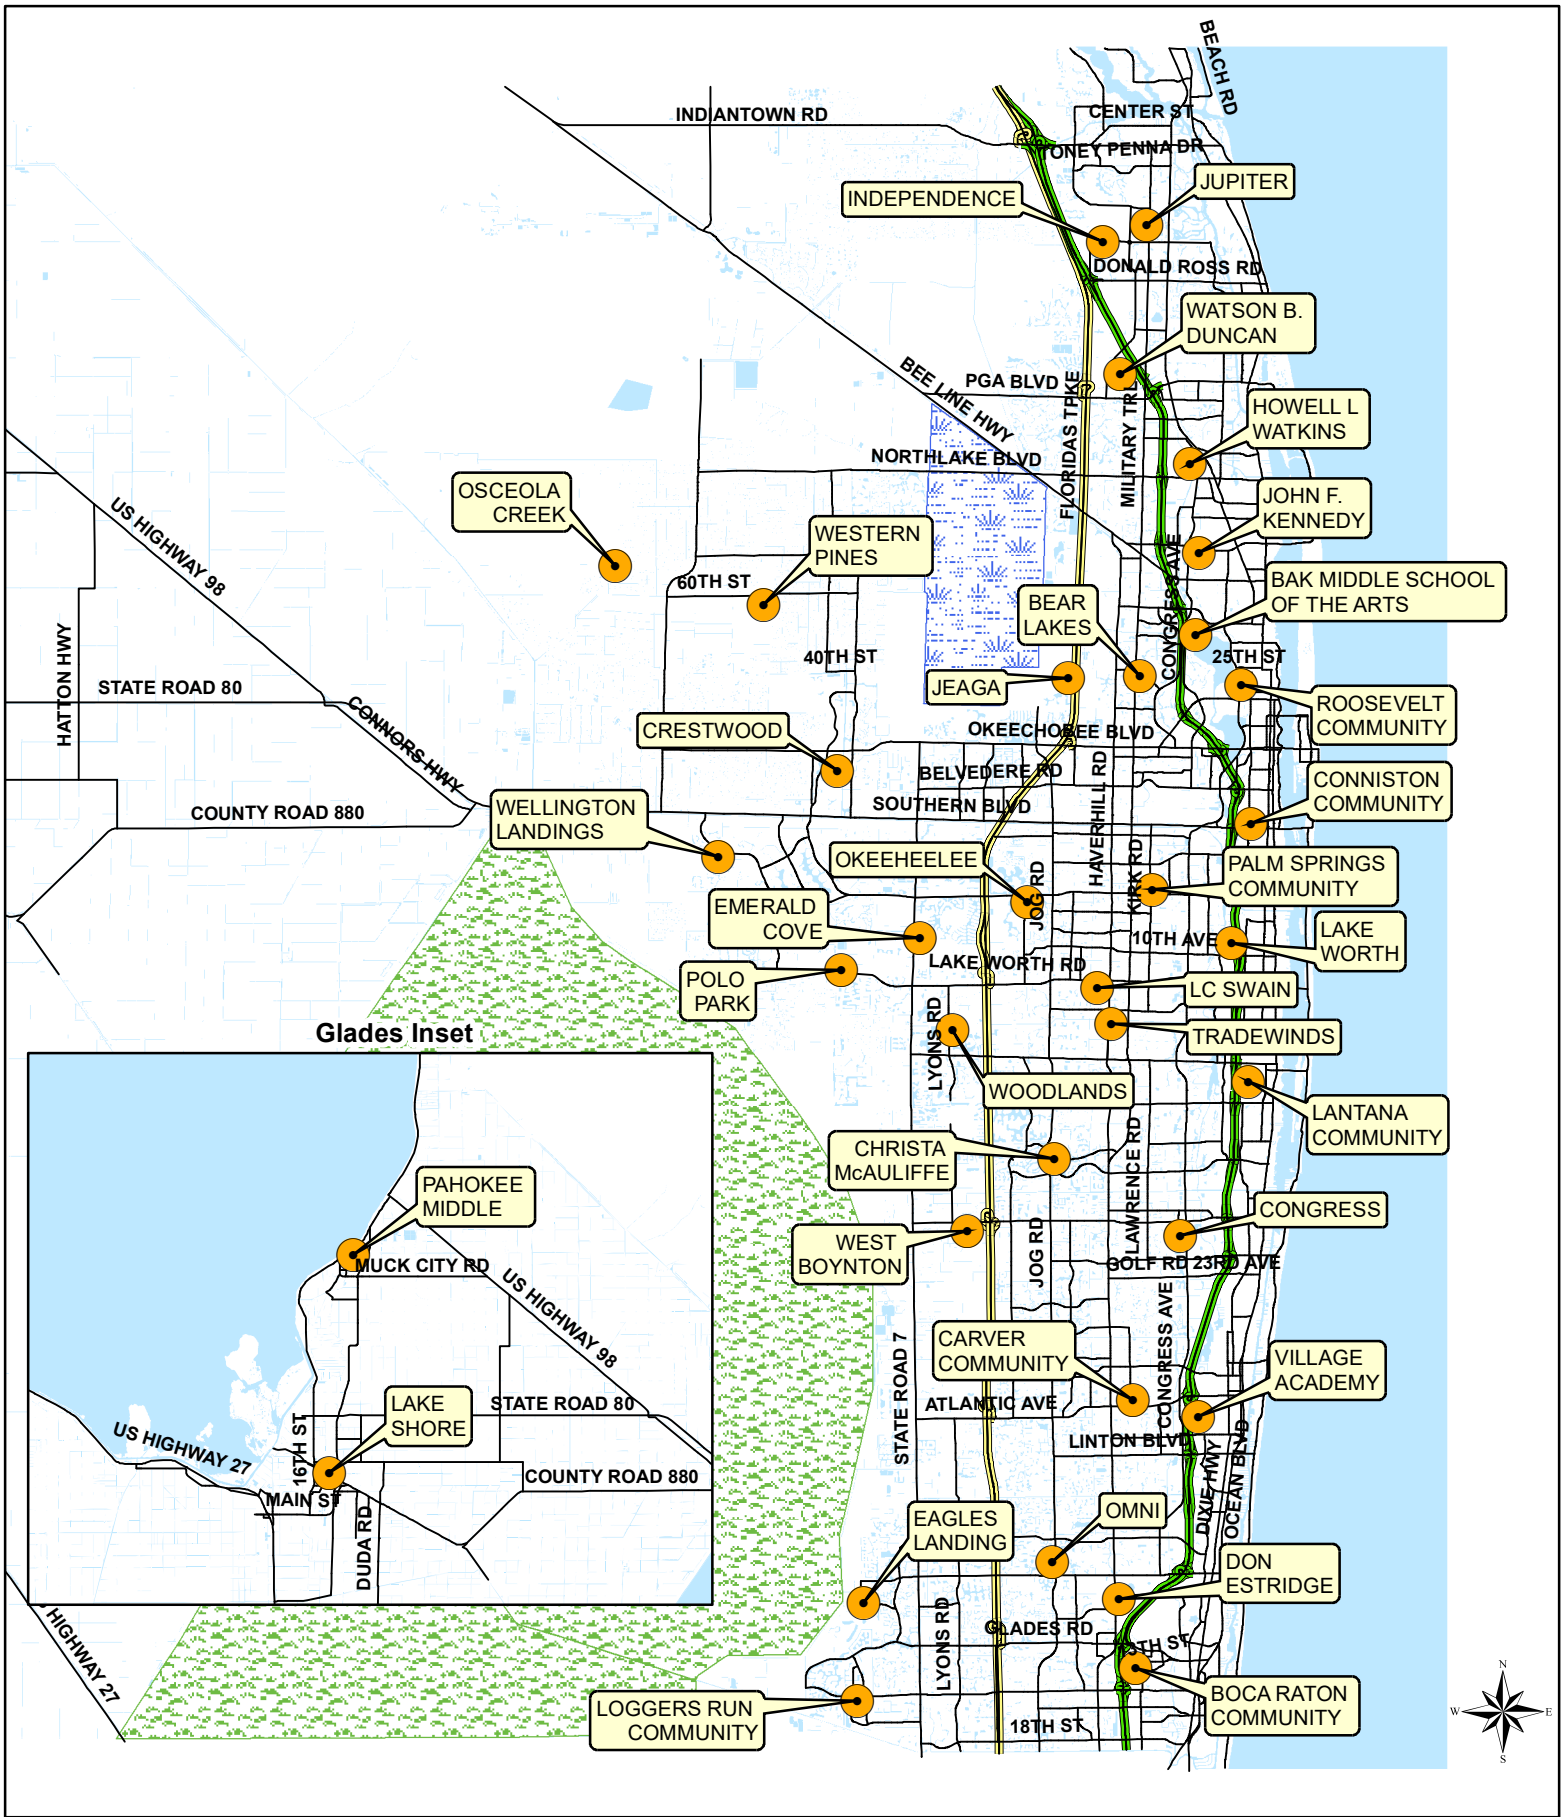 BEACH RD
INDIANTOWN RD
CENTER ST
TONEY PENNA DR
JUPITER
INDEPENDENCE
DONALD ROSS RD
WATSON B.
DUNCAN
BEE LINE HWY
PGA BLVD
FLORIDAS TPKE
MILITARY TRL
HOWELL L
WATKINS
NORTHLAKE BLVD
OSCEOLA
CREEK
US HIGHWAY 98
JOHN F.
KENNEDY
WESTERN
PINES
60TH ST
CONGRESS AVE
BAK MIDDLE SCHOOL
OF THE ARTS
BEAR
LAKES
HATTON HWY
40TH ST
25TH ST
STATE ROAD 80
JEAGA
ROOSEVELT
COMMUNITY
CONNORS HWY
CRESTWOOD
OKEECHOBEE BLVD
BELVEDERE RD
HAVERHILL RD
CONNISTON
COMMUNITY
COUNTY ROAD 880
WELLINGTON
LANDINGS
SOUTHERN BLVD
OKEEHEELEE
JOG RD
KIRK RD
PALM SPRINGS
COMMUNITY
EMERALD
COVE
10TH AVE
LAKE
WORTH
POLO
PARK
LAKE WORTH RD
LC SWAIN
Glades Inset
LYONS RD
TRADEWINDS
WOODLANDS
LANTANA
COMMUNITY
CHRISTA
McAULIFFE
LAWRENCE RD
PAHOKEE
MIDDLE
CONGRESS
WEST
BOYNTON
JOG RD
MUCK CITY RD
GOLF RD 23RD AVE
US HIGHWAY 98
CARVER
COMMUNITY
CONGRESS AVE
VILLAGE
ACADEMY
STATE ROAD 7
LAKE
SHORE
STATE ROAD 80
ATLANTIC AVE
US HIGHWAY 27
16TH ST
LINTON BLVD
COUNTY ROAD 880
MAIN ST
DIXIE HWY
OCEAN BLVD
DUDA RD
EAGLES
LANDING
OMNI
DON
ESTRIDGE
HIGHWAY 27
LYONS RD
GLADES RD
LOGGERS RUN
COMMUNITY
18TH ST
BOCA RATON
COMMUNITY
N
W
E
S